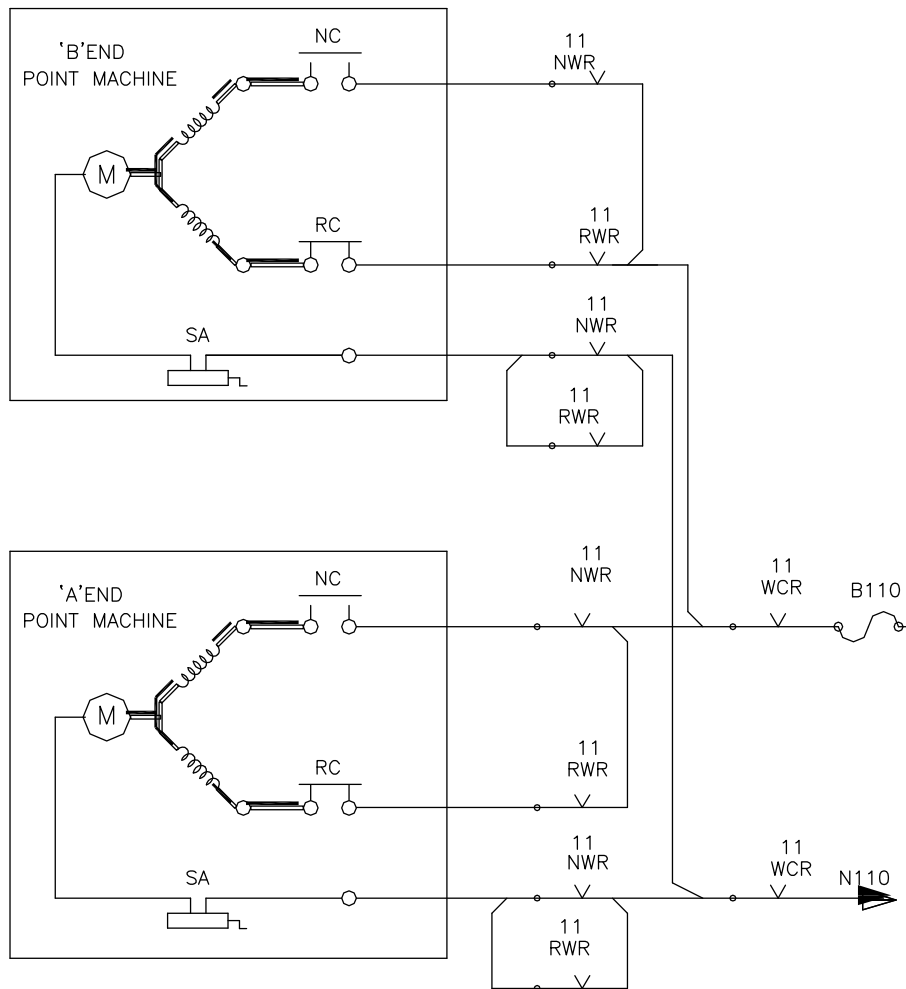 'B'END
POINT MACHINE
NC
11
NWR
M
RC
11
RWR
SA
11
NWR
11
RWR
'A'END
POINT MACHINE
NC
11
NWR
11
WCR
B110
M
RC
11
RWR
SA
11
NWR
11
WCR
N110
11
RWR